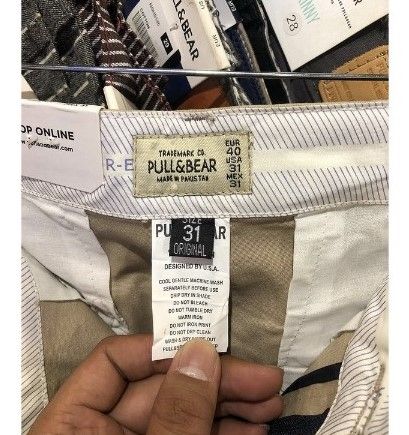 PULL&BEAR
28
OP ONLINE
TRADEMARK CO.
PULL&BEAR
MADE IN PAKISTAN
EUR
40
USA
31
MEX
31
SIZE
31
ORIGINAL
DESIGNED BY U.S.A.
COOL GENTLE MACHINE WASH
SEPARATELY BEFORE USE
DRIP DRY IN SHADE
DO NOT BLEACH
DO NOT TUMBLE DRY
WARM IRON
DO NOT IRON PRINT
DO NOT DRY CLEAN
WASH & DRY